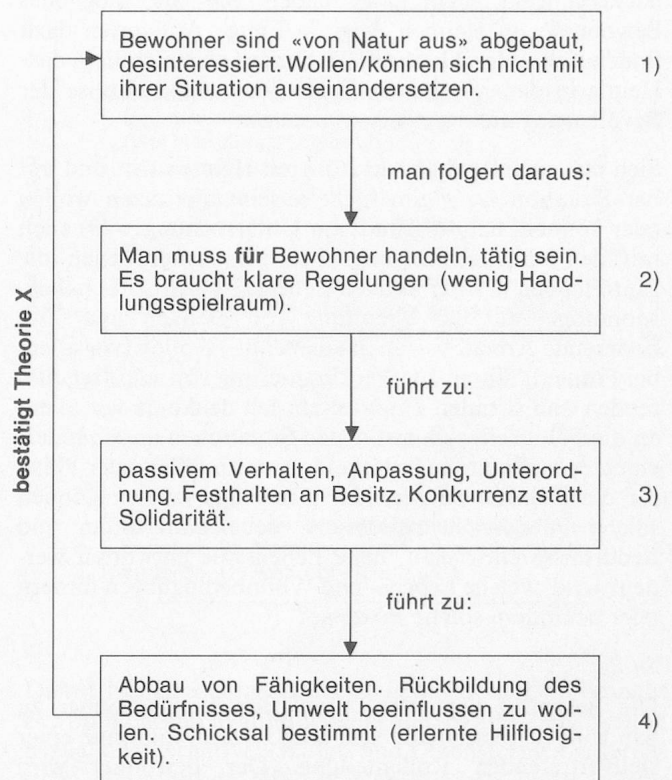 Bewohner sind «von Natur aus» abgebaut,
desinteressiert. Wollen/können sich nicht mit
ihrer Situation auseinandersetzen.
1)
man folgert daraus:
Man muss für Bewohner handeln, tätig sein.
Es braucht klare Regelungen (wenig Hand-
lungsspielraum).
2)
führt zu:
passivem Verhalten, Anpassung, Unterord-
nung. Festhalten an Besitz. Konkurrenz statt
Solidarität.
3)
führt zu:
Abbau von Fähigkeiten. Rückbildung des
Bedürfnisses, Umwelt beeinflussen zu wol-
len. Schicksal bestimmt (erlernte Hilflosig-
keit).
4)
bestätigt Theorie X